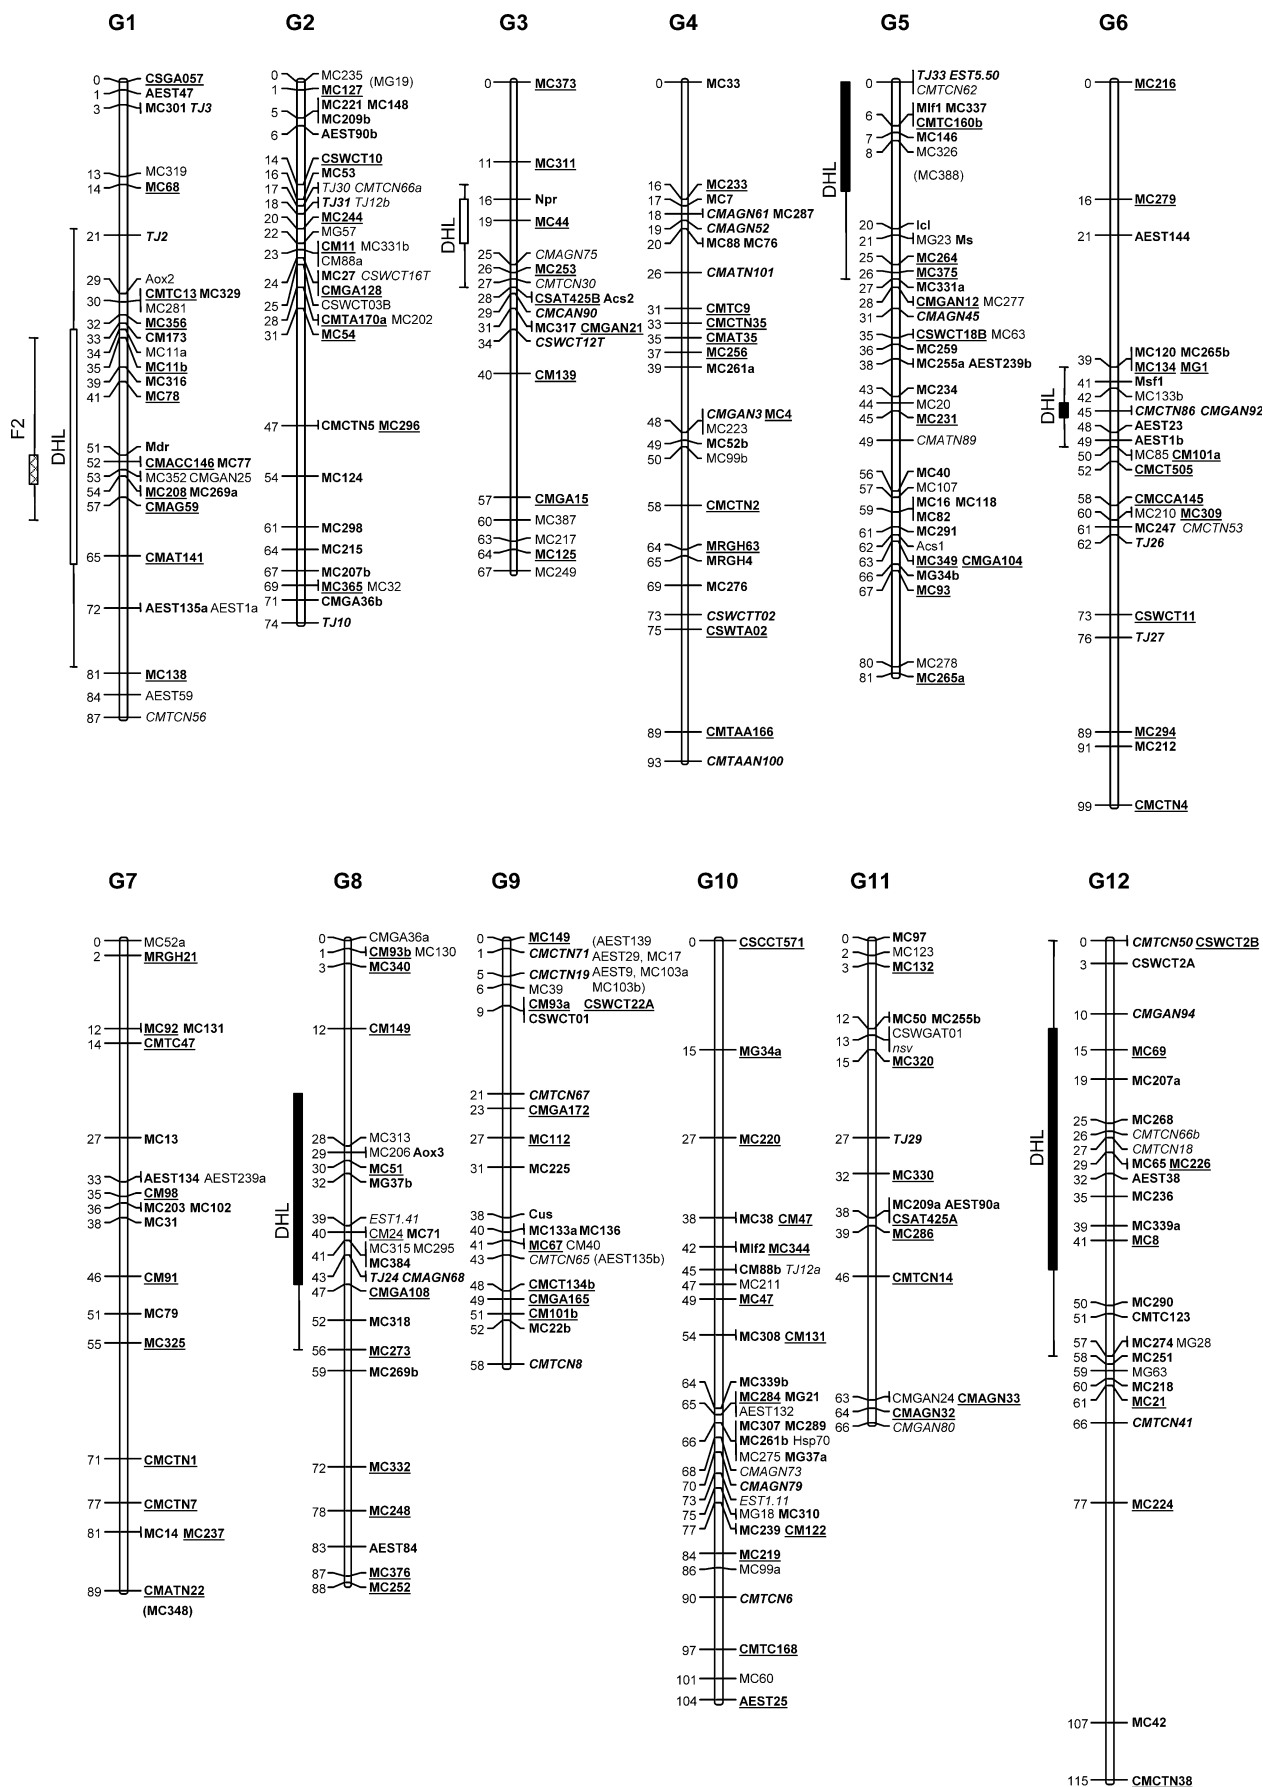 G1
0 CSGA057
1 AEST47
3 MC301 TJ3
13 MC319
14 MC68
21 TJ2
29 Aox2
30 CMTC13 MC329
MC281
32 MC356
33 CM173
34 MC11a
35 MC11b
39 MC316
41 MC78
51 Mdr
52 CMACC146 MC77
53 MC352 CMGAN25
54 MC208 MC269a
57 CMAG59
65 CMAT141
72 AEST135a AEST1a
81 MC138
84 AEST59
87 CMTCN56
F2
DHL
G2
0 MC235 (MG19)
1 MC127
5 MC221 MC148
MC209b
6 AEST90b
14 CSWCT10
16 MC53
17 TJ30 CMTCN66a
18 TJ31 TJ12b
20 MC244
22 MG57
23 CM11 MC331b
CM88a
24 MC27 CSWCT16T
CMGA128
25 CSWCT03B
28 CMTA170a MC202
31 MC54
47 CMCTN5 MC296
54 MC124
61 MC298
64 MC215
67 MC207b
69 MC365 MC32
71 CMGA36b
74 TJ10
G3
0 MC373
11 MC311
16 Npr
19 MC44
25 CMAGN75
26 MC253
27 CMTCN30
28 CSAT425B Acs2
29 CMCAN90
31 MC317 CMGAN21
34 CSWCT12T
40 CM139
57 CMGA15
60 MC387
63 MC217
64 MC125
67 MC249
DHL
G4
0 MC33
16 MC233
17 MC7
18 CMAGN61 MC287
19 CMAGN52
20 MC88 MC76
26 CMATN101
31 CMTC9
33 CMCTN35
35 CMAT35
37 MC256
39 MC261a
48 CMGAN3 MC4
MC223
49 MC52b
50 MC99b
58 CMCTN2
64 MRGH63
65 MRGH4
69 MC276
73 CSWCTT02
75 CSWTA02
89 CMTAA166
93 CMTAAN100
G5
0 TJ33 EST5.50
CMTCN62
6 Mlf1 MC337
CMTC160b
7 MC146
8 MC326
(MC388)
20 Icl
21 MG23 Ms
25 MC264
26 MC375
27 MC331a
28 CMGAN12 MC277
31 CMAGN45
35 CSWCT18B MC63
36 MC259
38 MC255a AEST239b
43 MC234
44 MC20
45 MC231
49 CMATN89
56 MC40
57 MC107
59 MC16 MC118
MC82
61 MC291
62 Acs1
63 MC349 CMGA104
66 MG34b
67 MC93
80 MC278
81 MC265a
DHL
G6
0 MC216
16 MC279
21 AEST144
39 MC120 MC265b
MC134 MG1
41 Msf1
42 MC133b
45 CMCTN86 CMGAN92
48 AEST23
49 AEST1b
50 MC85 CM101a
52 CMCT505
58 CMCCA145
60 MC210 MC309
61 MC247 CMCTN53
62 TJ26
73 CSWCT11
76 TJ27
89 MC294
91 MC212
99 CMCTN4
DHL
G7
0 MC52a
2 MRGH21
12 MC92 MC131
14 CMTC47
27 MC13
33 AEST134 AEST239a
35 CM98
36 MC203 MC102
38 MC31
46 CM91
51 MC79
55 MC325
71 CMCTN1
77 CMCTN7
81 MC14 MC237
89 CMATN22
(MC348)
G8
0 CMGA36a
1 CM93b MC130
3 MC340
12 CM149
28 MC313
29 MC206 Aox3
30 MC51
32 MG37b
39 EST1.41
40 CM24 MC71
41 MC315 MC295
MC384
43 TJ24 CMAGN68
47 CMGA108
52 MC318
56 MC273
59 MC269b
72 MC332
78 MC248
83 AEST84
87 MC376
88 MC252
DHL
G9
0 MC149 (AEST139
1 CMCTN71 AEST29, MC17
5 CMCTN19 AEST9, MC103a
6 MC39 MC103b)
9 CM93a CSWCT22A
CSWCT01
21 CMTCN67
23 CMGA172
27 MC112
31 MC225
38 Cus
40 MC133a MC136
41 MC67 CM40
43 CMTCN65 (AEST135b)
48 CMCT134b
49 CMGA165
51 CM101b
52 MC22b
58 CMTCN8
G10
0 CSCCT571
15 MG34a
27 MC220
38 MC38 CM47
42 Mlf2 MC344
45 CM88b TJ12a
47 MC211
49 MC47
54 MC308 CM131
64 MC339b
65 MC284 MG21
AEST132
66 MC307 MC289
MC261b Hsp70
MC275 MG37a
68 CMAGN73
70 CMAGN79
73 EST1.11
75 MG18 MC310
77 MC239 CM122
84 MC219
86 MC99a
90 CMTCN6
97 CMTC168
101 MC60
104 AEST25
G11
0 MC97
2 MC123
3 MC132
12 MC50 MC255b
13 CSWGAT01
nsv
15 MC320
27 TJ29
32 MC330
38 MC209a AEST90a
CSAT425A
39 MC286
46 CMTCN14
63 CMGAN24 CMAGN33
64 CMAGN32
66 CMGAN80
G12
0 CMTCN50 CSWCT2B
3 CSWCT2A
10 CMGAN94
15 MC69
19 MC207a
25 MC268
26 CMTCN66b
27 CMTCN18
29 MC65 MC226
32 AEST38
35 MC236
39 MC339a
41 MC8
50 MC290
51 CMTC123
57 MC274 MG28
58 MC251
59 MG63
60 MC218
61 MC21
66 CMTCN41
77 MC224
107 MC42
115 CMCTN38
DHL